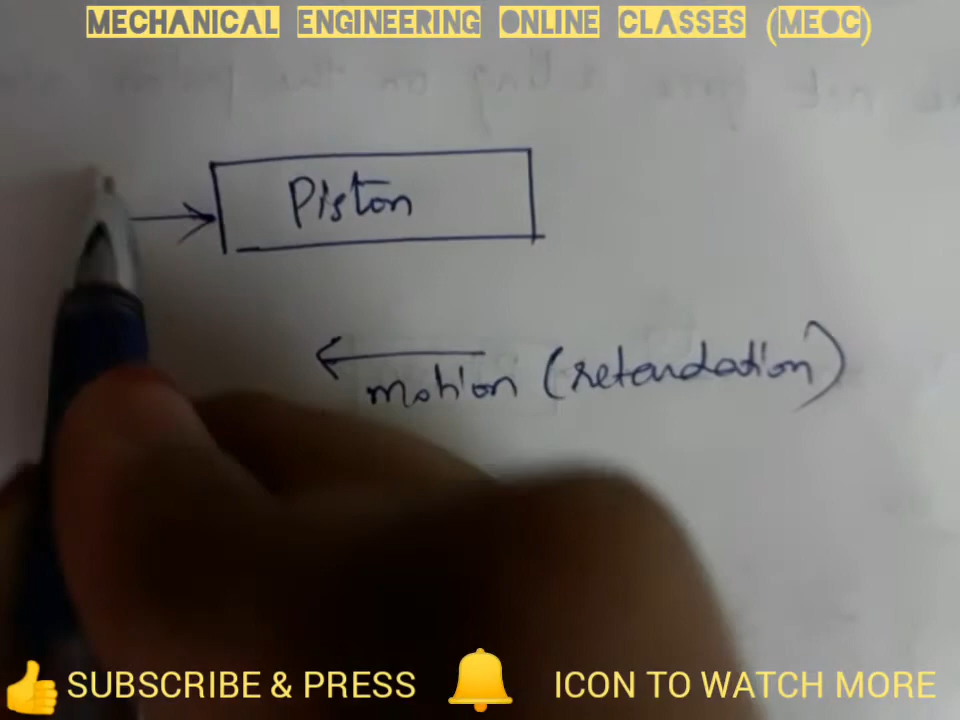 MECHANICAL ENGINEERING ONLINE CLASSES (MEOC)
Piston
motion (retardation)
SUBSCRIBE & PRESS ICON TO WATCH MORE